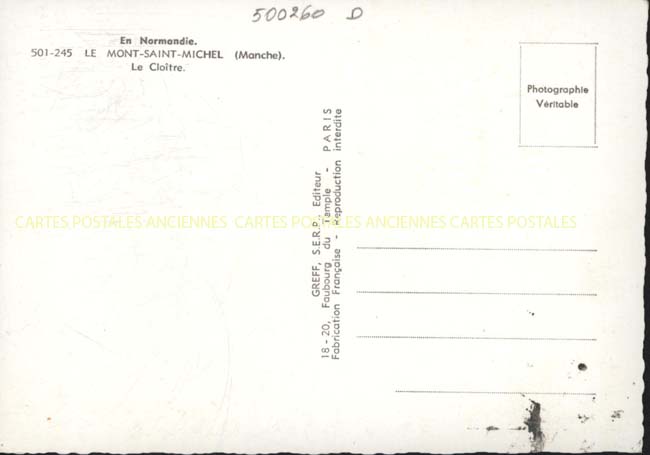 500260 D
En Normandie.
501-245 LE MONT-SAINT-MICHEL (Manche).
Le Cloître.
Photographie
Véritable
GREFF, S.E.R.P., Editeur
18-20, Faubourg du Temple - PARIS
Fabrication Française - Reproduction interdite
CARTES POSTALES ANCIENNES CARTES POSTALES ANCIENNES CARTES POSTALES